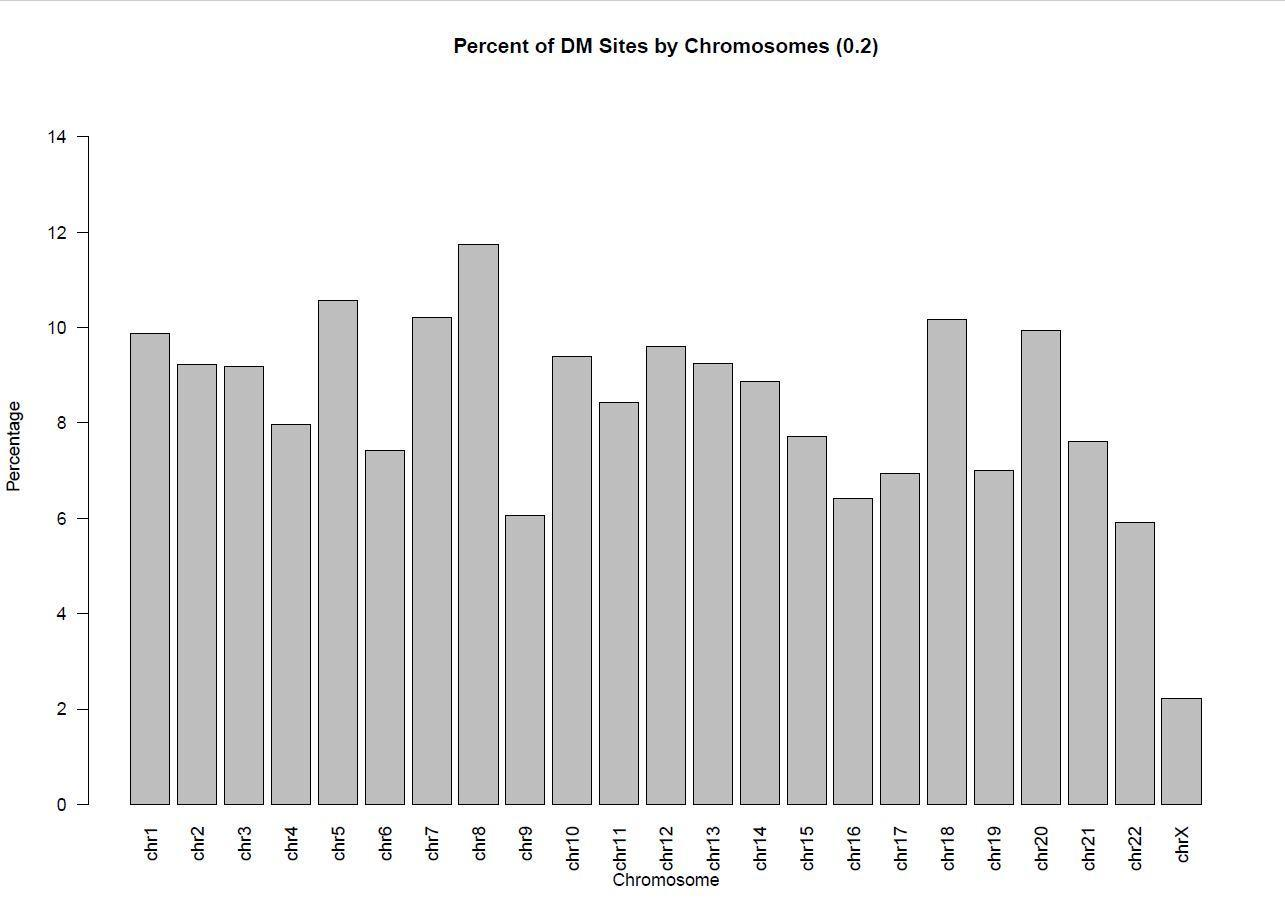 Percent of DM Sites by Chromosomes (0.2)
14
12
10
8
6
4
2
0
Percentage
chr1
chr2
chr3
chr4
chr5
chr6
chr7
chr8
chr9
chr10
chr11
chr12
chr13
chr14
chr15
chr16
chr17
chr18
chr19
chr20
chr21
chr22
chrX
Chromosome